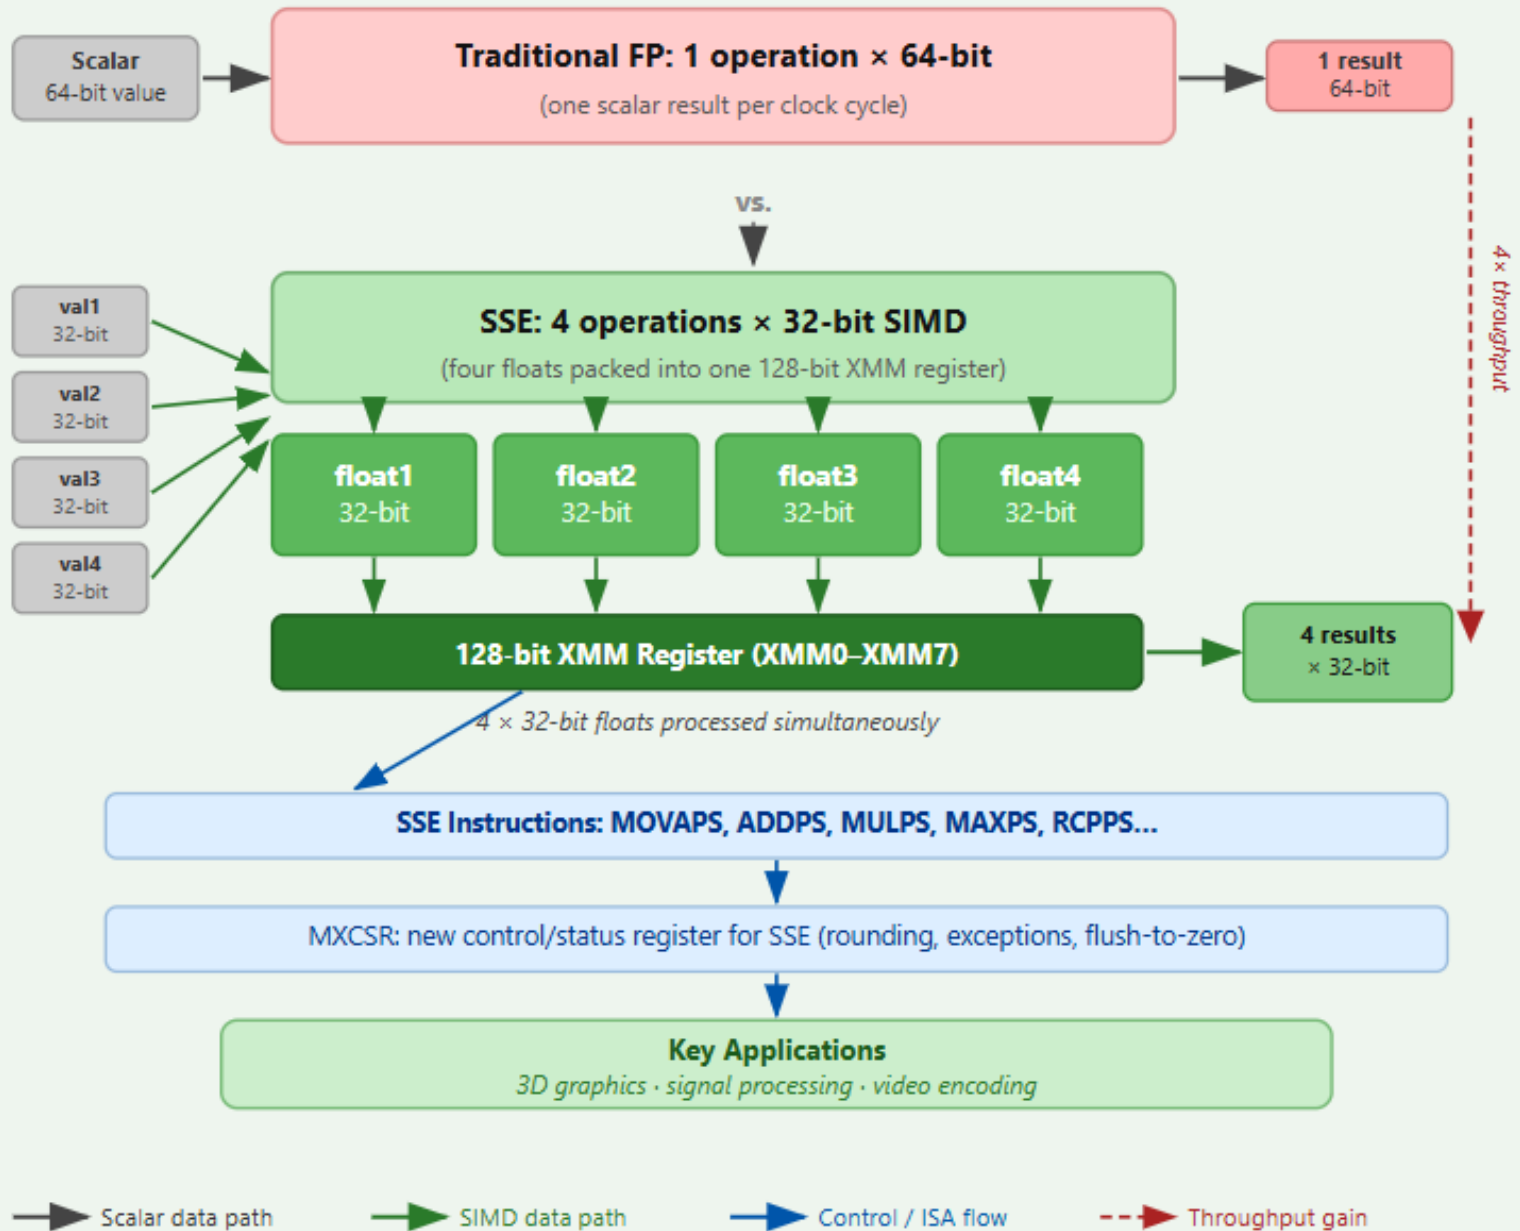 Scalar
64-bit value
Traditional FP: 1 operation × 64-bit
(one scalar result per clock cycle)
1 result
64-bit
vs.
4× throughput
val1
32-bit
val2
32-bit
val3
32-bit
val4
32-bit
SSE: 4 operations × 32-bit SIMD
(four floats packed into one 128-bit XMM register)
float1
32-bit
float2
32-bit
float3
32-bit
float4
32-bit
128-bit XMM Register (XMM0–XMM7)
4 results
× 32-bit
4 × 32-bit floats processed simultaneously
SSE Instructions: MOVAPS, ADDPS, MULPS, MAXPS, RCPPS...
MXCSR: new control/status register for SSE (rounding, exceptions, flush-to-zero)
Key Applications
3D graphics · signal processing · video encoding
Scalar data path
SIMD data path
Control / ISA flow
Throughput gain